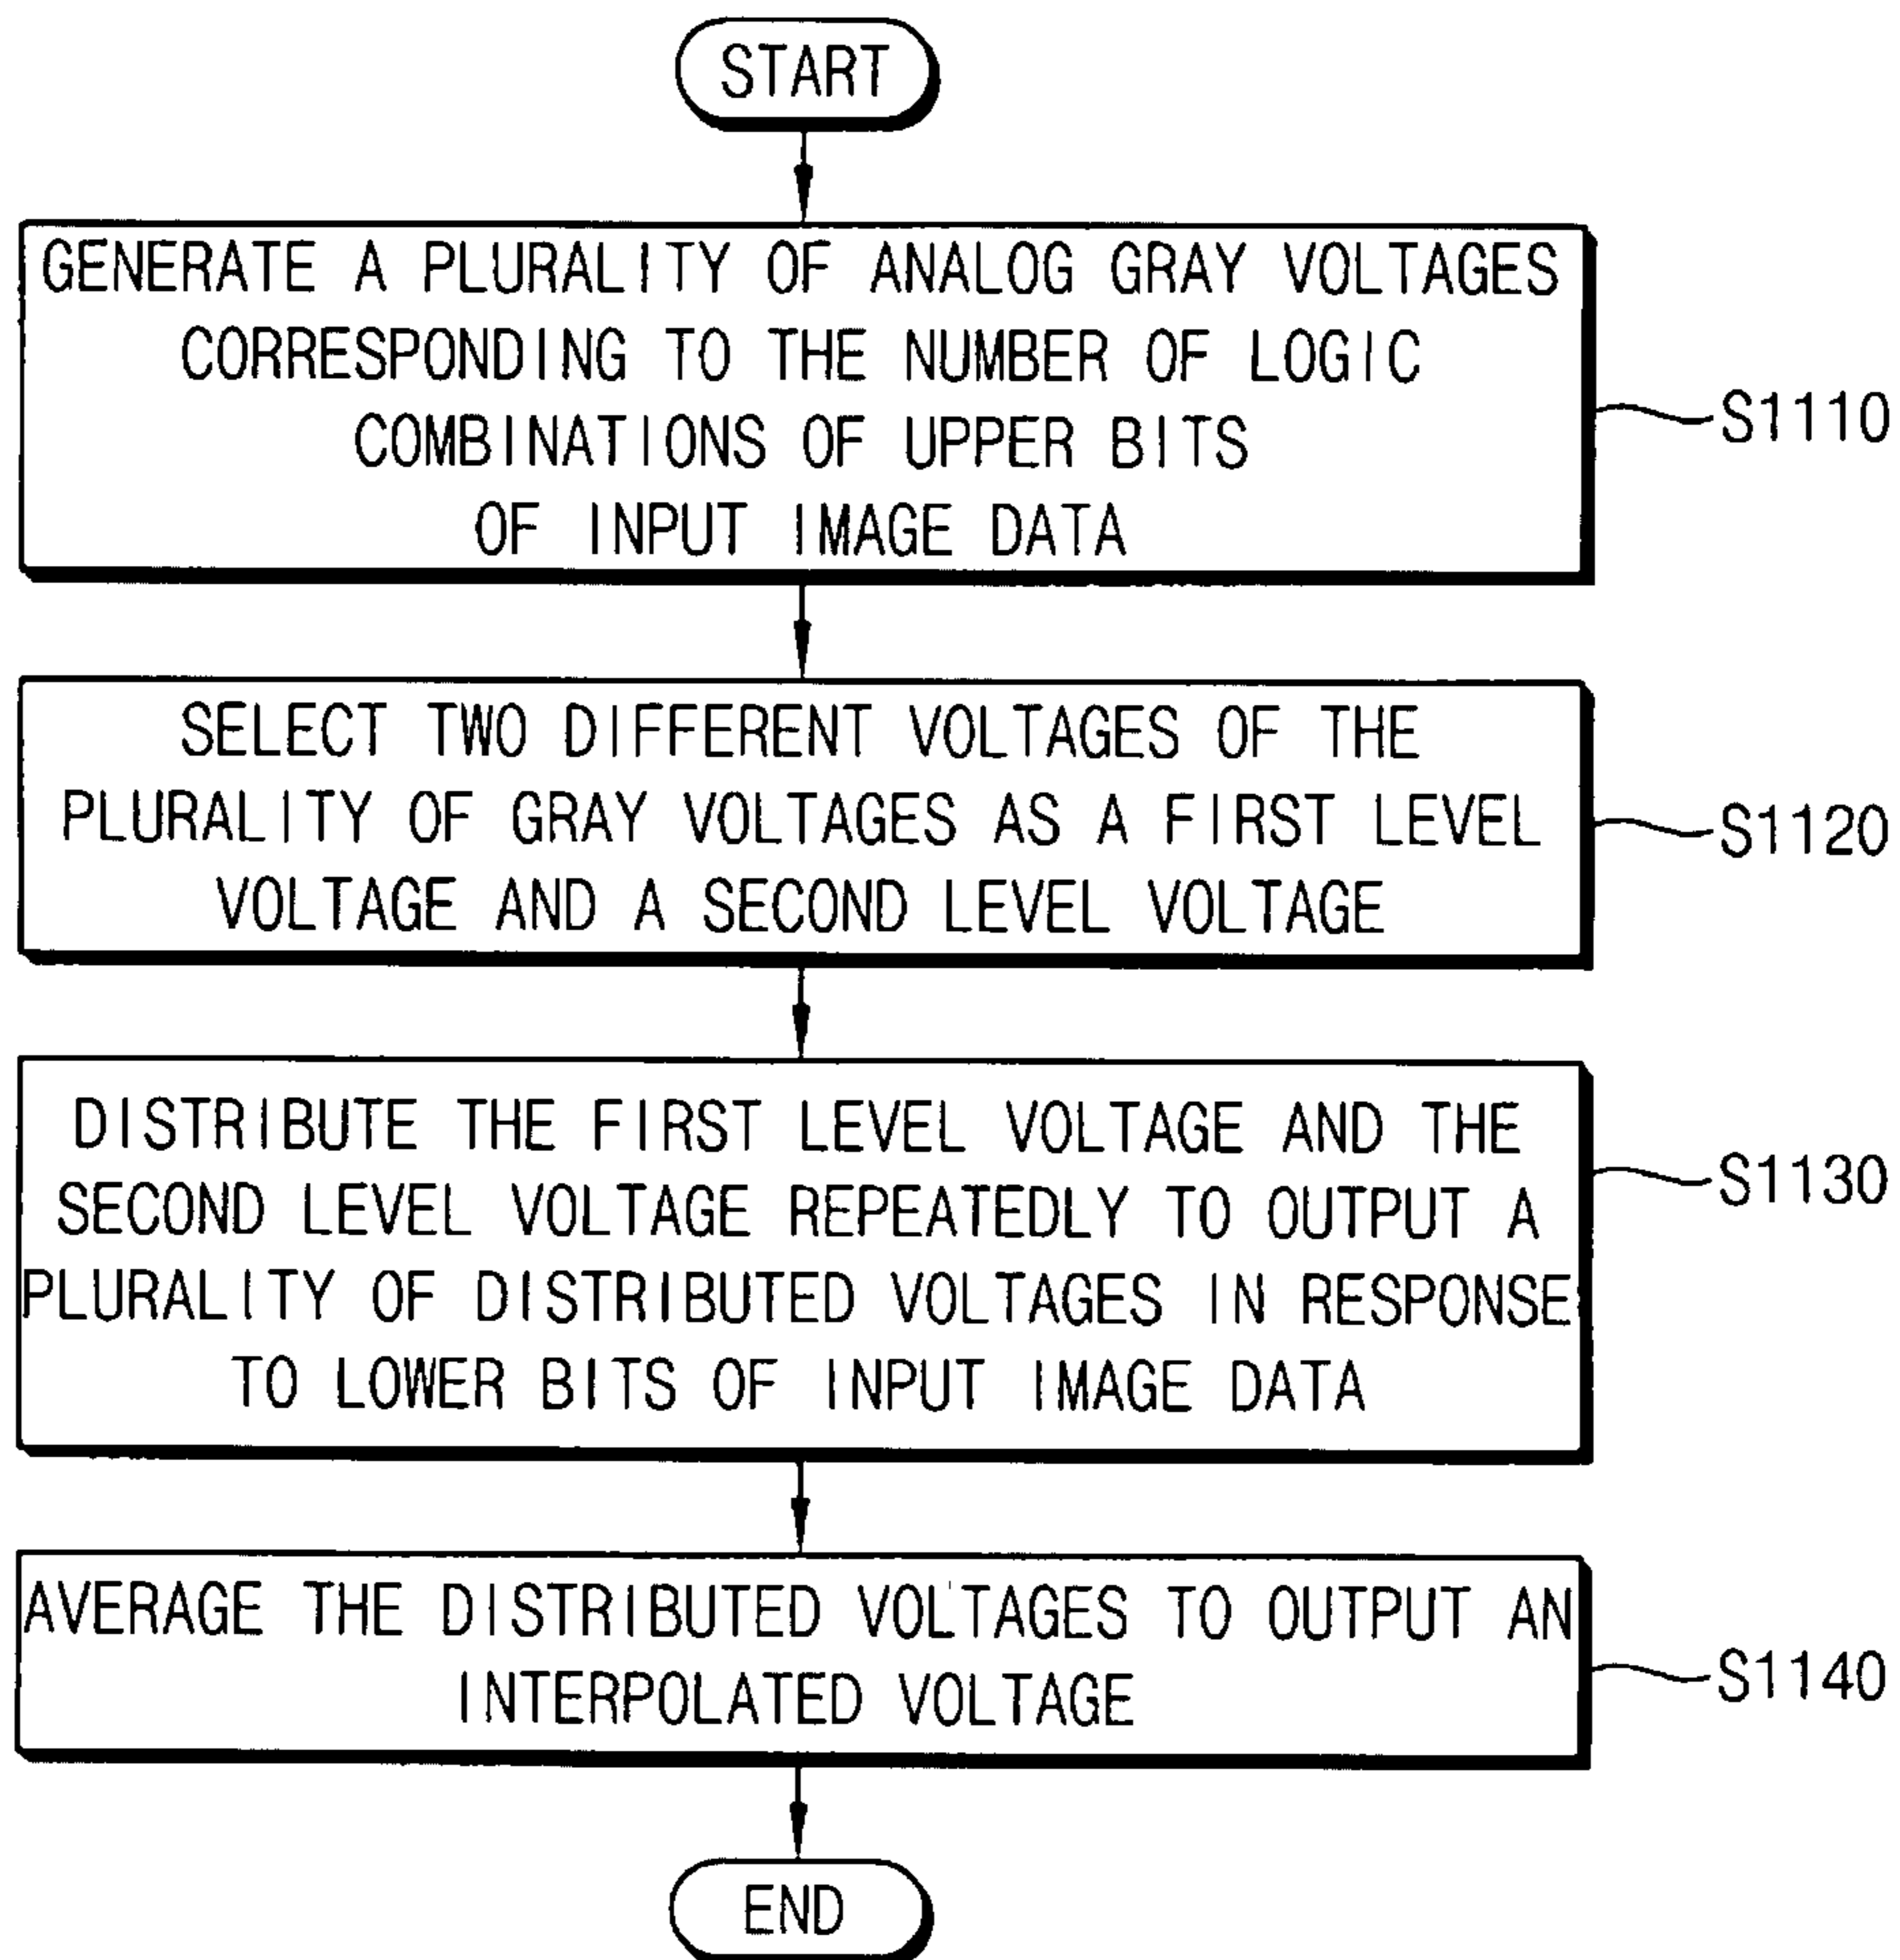 START
GENERATE A PLURALITY OF ANALOG GRAY VOLTAGES
CORRESPONDING TO THE NUMBER OF LOGIC
COMBINATIONS OF UPPER BITS
OF INPUT IMAGE DATA
S1110
SELECT TWO DIFFERENT VOLTAGES OF THE
PLURALITY OF GRAY VOLTAGES AS A FIRST LEVEL
VOLTAGE AND A SECOND LEVEL VOLTAGE
S1120
DISTRIBUTE THE FIRST LEVEL VOLTAGE AND THE
SECOND LEVEL VOLTAGE REPEATEDLY TO OUTPUT A
PLURALITY OF DISTRIBUTED VOLTAGES IN RESPONSE
TO LOWER BITS OF INPUT IMAGE DATA
S1130
AVERAGE THE DISTRIBUTED VOLTAGES TO OUTPUT AN
INTERPOLATED VOLTAGE
S1140
END